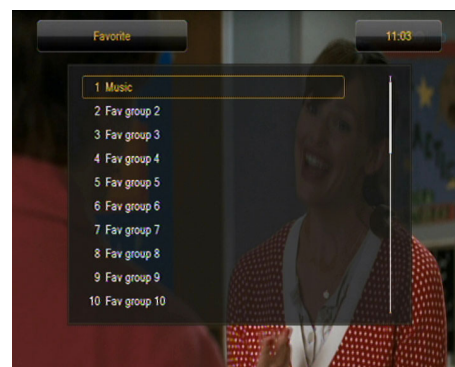 Favorite
11:03
1 Music
2 Fav group 2
3 Fav group 3
4 Fav group 4
5 Fav group 5
6 Fav group 6
7 Fav group 7
8 Fav group 8
9 Fav group 9
10 Fav group 10